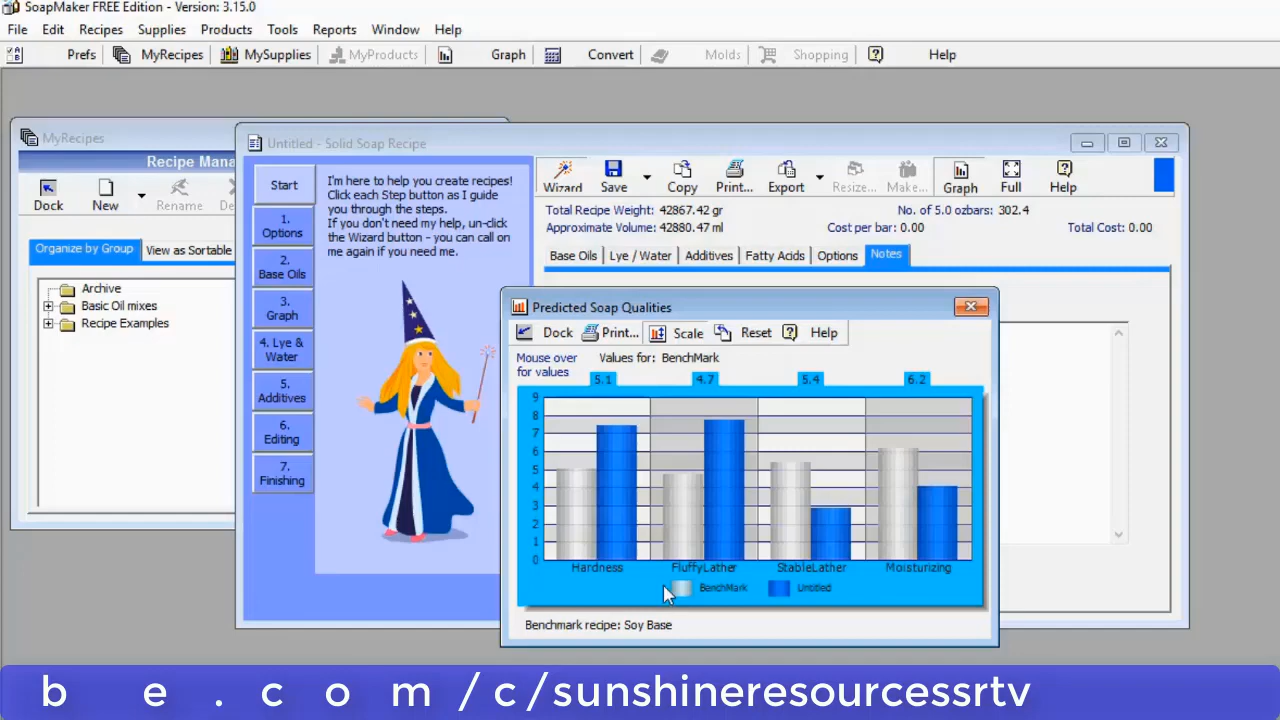 SoapMaker FREE Edition - Version: 3.15.0
File Edit Recipes Supplies Products Tools Reports Window Help
Prefs MyRecipes MySupplies MyProducts Graph Convert Molds Shopping Help
MyRecipes
Recipe Mana
Dock New Rename De
Organize by Group View as Sortable
Archive
Basic Oil mixes
Recipe Examples
Untitled - Solid Soap Recipe
Start
1. Options
2. Base Oils
3. Graph
4. Lye & Water
5. Additives
6. Editing
7. Finishing
I'm here to help you create recipes!
Click each Step button as I guide
you through the steps.
If you don't need my help, un-click
the Wizard button - you can call on
me again if you need me.
Wizard Save Copy Print... Export Resize... Make... Graph Full Help
Total Recipe Weight: 42867.42 gr No. of 5.0 ozbars: 302.4
Approximate Volume: 42880.47 ml Cost per bar: 0.00 Total Cost: 0.00
Base Oils Lye / Water Additives Fatty Acids Options Notes
Predicted Soap Qualities
Dock Print... Scale Reset Help
Mouse over
for values
Values for: BenchMark
5.1 4.7 5.4 6.2
9
8
7
6
5
4
3
2
1
0
Hardness FluffyLather StableLather Moisturizing
BenchMark Untitled
Benchmark recipe: Soy Base
b e . c o m / c /sunshineresourcessrtv